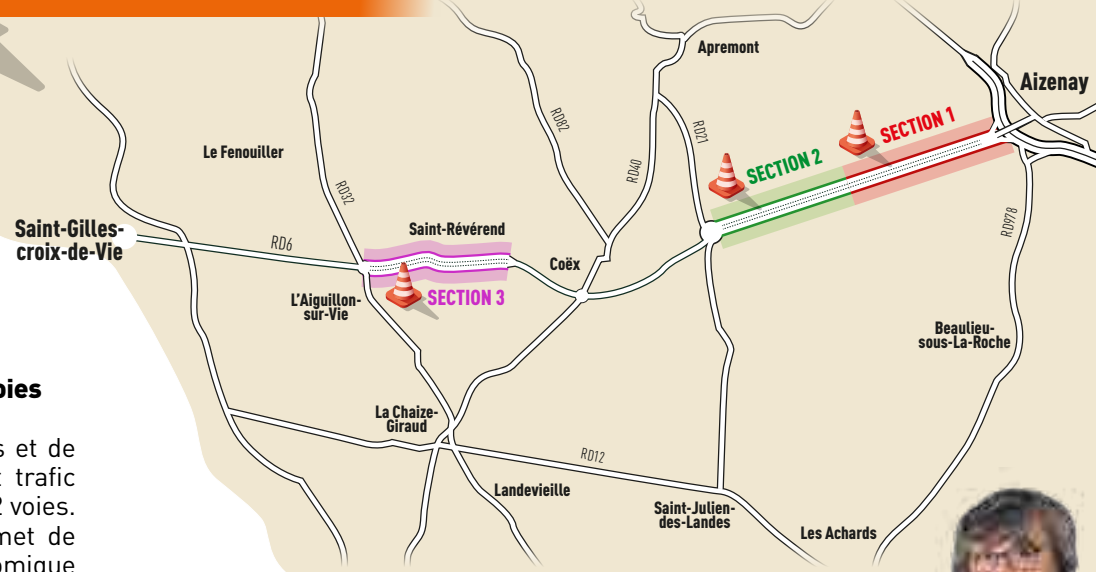 Apremont
Aizenay
RD82
RD21
SECTION 1
Le Fenouiller
SECTION 2
RD40
RD32
Saint-Gilles-
croix-de-Vie
RD6
Saint-Révérend
RD978
Coëx
L'Aiguillon-
sur-Vie
SECTION 3
Beaulieu-
sous-La-Roche
La Chaize-
Giraud
RD12
Landevieille
Saint-Julien-
des-Landes
Les Achards
oies
s et de
trafic
2 voies.
met de
omique